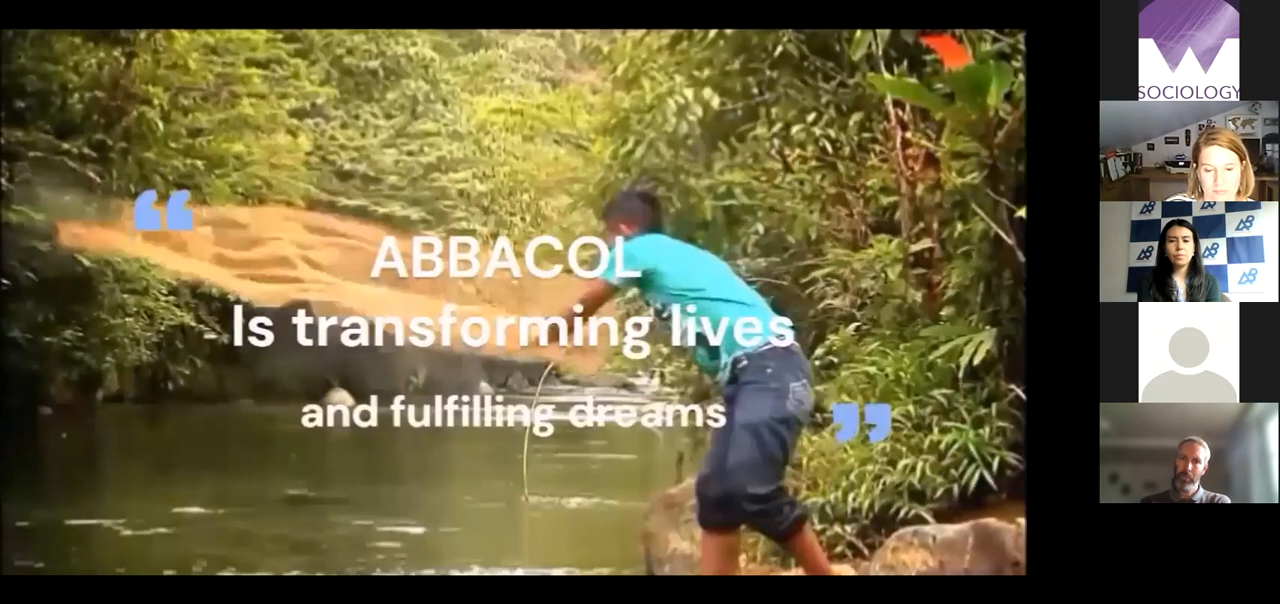 “ABBACOL
Is transforming lives
and fulfilling dreams”
SOCIOLOGY